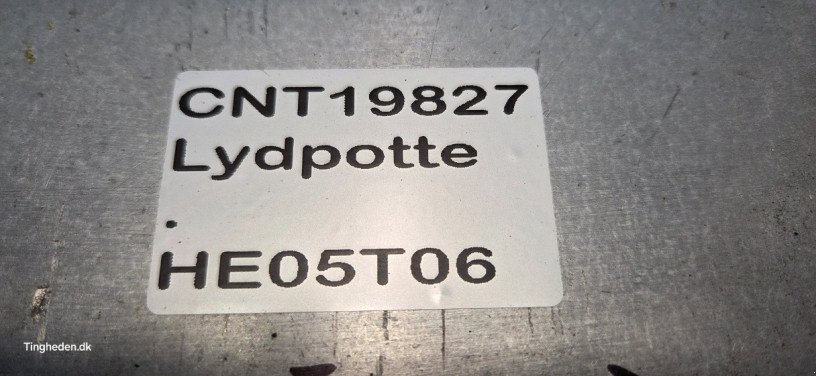 CNT19827
Lydpotte
.
HE05T06
Tingheden.dk